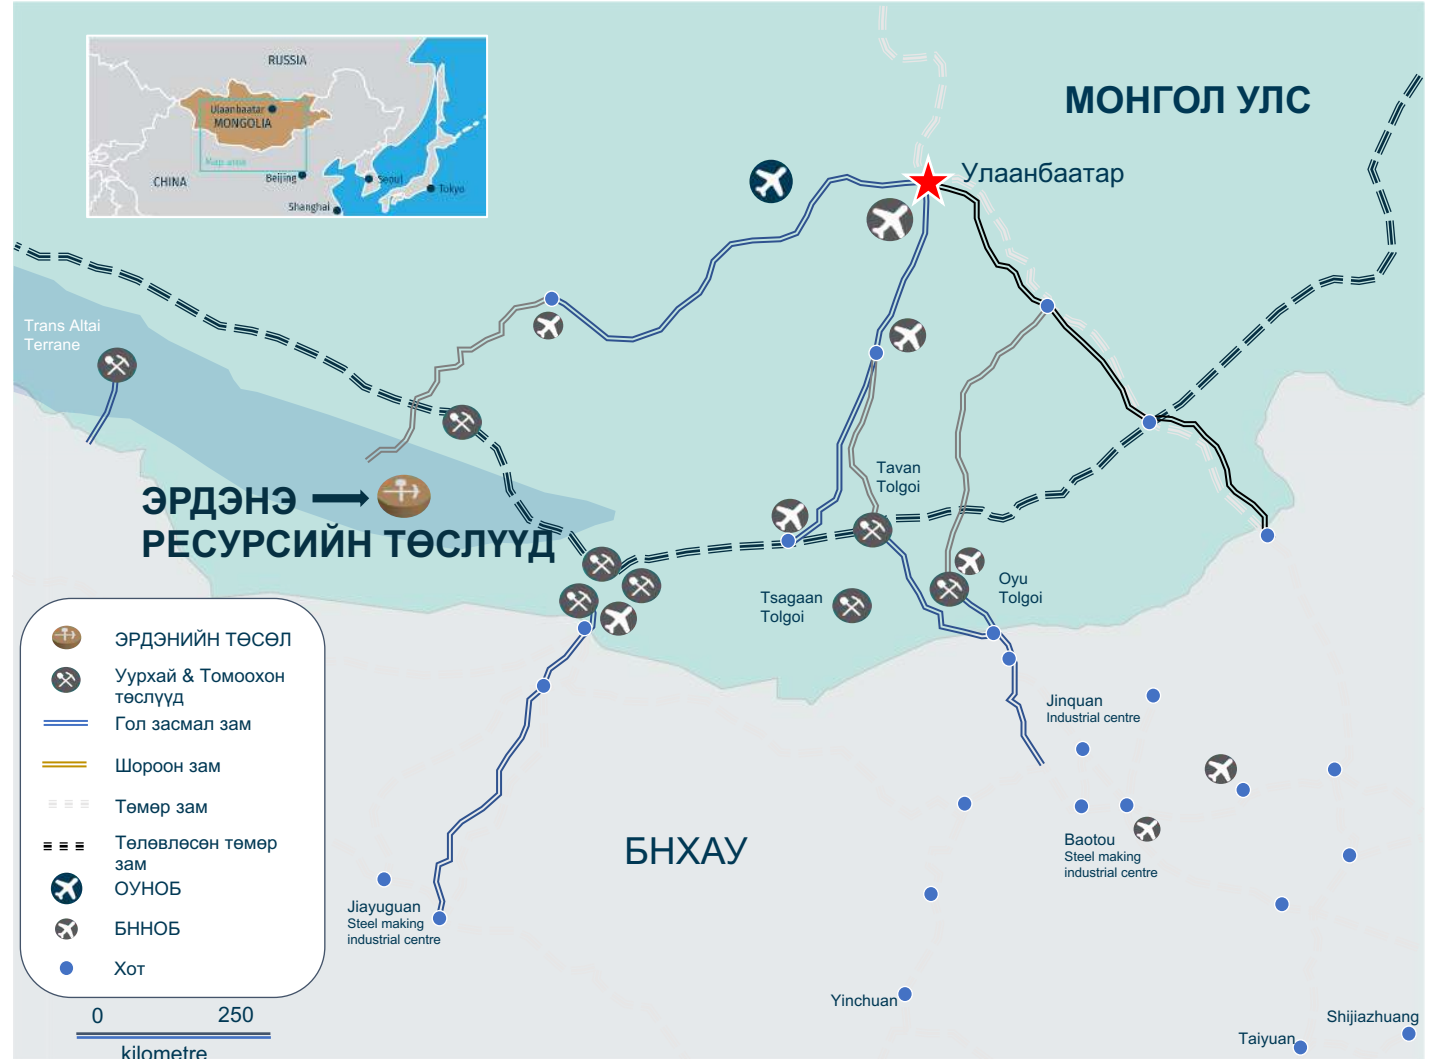 RUSSIA
Ulaanbaatar
MONGOLIA
Map area
CHINA
Beijing
Seoul
Tokyo
Shanghai
МОНГОЛ УЛС
Улаанбаатар
Trans Altai
Terrane
ЭРДЭНЭ
РЕСУРСИЙН ТӨСЛҮҮД
Tavan
Tolgoi
Tsagaan
Tolgoi
Oyu
Tolgoi
ЭРДЭНИЙН ТӨСӨЛ
Уурхай & Томоохон
төслүүд
Гол засмал зам
Шороон зам
Төмөр зам
Төлөвлөсөн төмөр
зам
ОУНОБ
БННОБ
Хот
0 250
kilometre
БНХАУ
Jinquan
Industrial centre
Baotou
Steel making
industrial centre
Jiayuguan
Steel making
industrial centre
Yinchuan
Shijiazhuang
Taiyuan